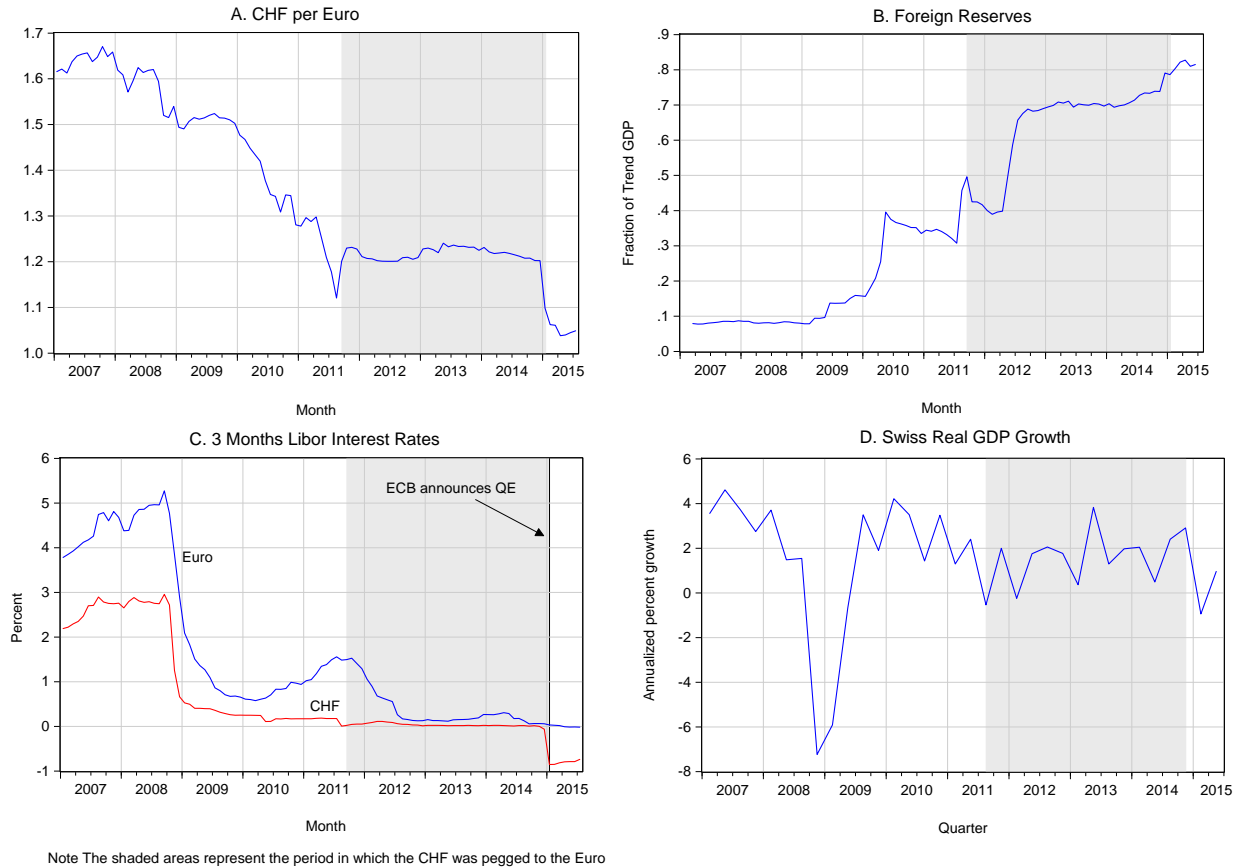 A. CHF per Euro
1.7
1.6
1.5
1.4
1.3
1.2
1.1
1.0
2007 2008 2009 2010 2011 2012 2013 2014 2015
Month
B. Foreign Reserves
Fraction of Trend GDP
.9
.8
.7
.6
.5
.4
.3
.2
.1
.0
2007 2008 2009 2010 2011 2012 2013 2014 2015
Month
C. 3 Months Libor Interest Rates
Percent
6
5
4
3
2
1
0
-1
ECB announces QE
Euro
CHF
2007 2008 2009 2010 2011 2012 2013 2014 2015
Month
D. Swiss Real GDP Growth
Annualized percent growth
6
4
2
0
-2
-4
-6
-8
2007 2008 2009 2010 2011 2012 2013 2014 2015
Quarter
Note The shaded areas represent the period in which the CHF was pegged to the Euro